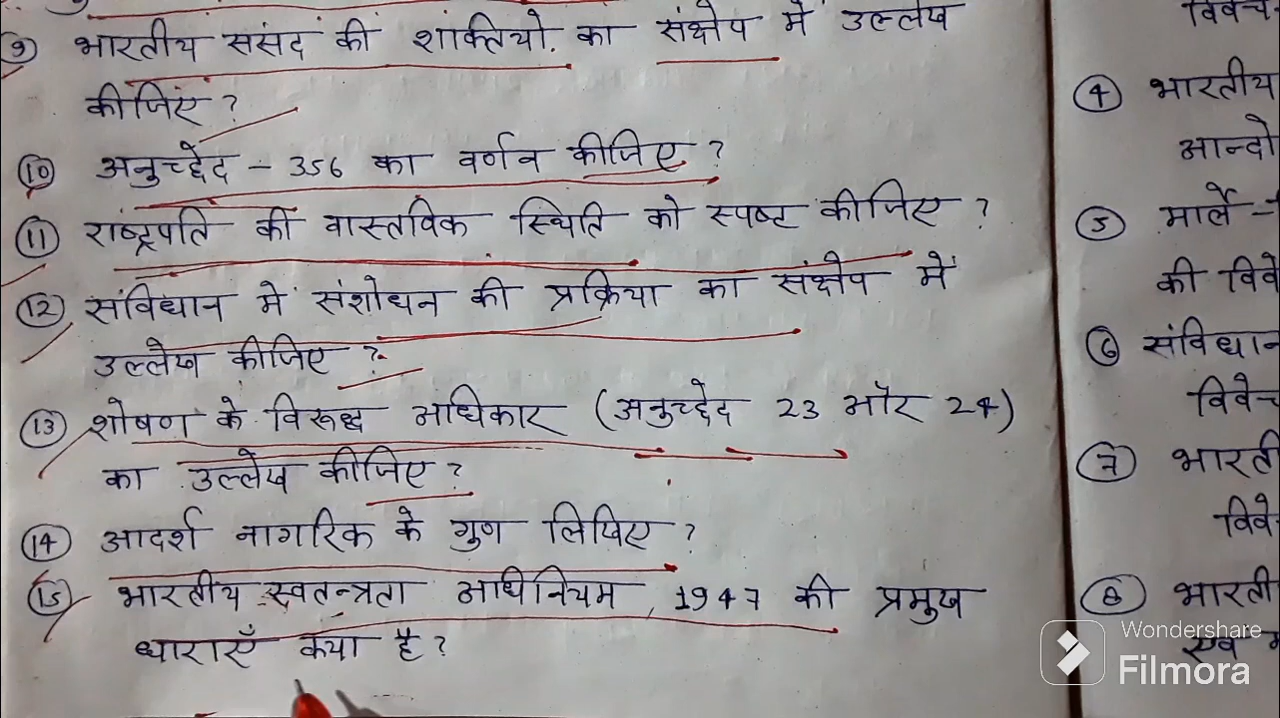 9) भारतीय संसद की शक्तियो का संक्षेप में उल्लेख
कीजिए ?
10 अनुच्छेद - 356 का वर्णन कीजिए ?
11 राष्ट्रपति की वास्तविक स्थिति को स्पष्ट कीजिए ?
12 संविधान में संशोधन की प्रक्रिया का संक्षेप में
उल्लेख कीजिए ?
13 शोषण के विरूद्ध अधिकार (अनुच्छेद 23 और 24)
का उल्लेख कीजिए ?
14 आदर्श नागरिक के गुण लिखिए ?
15 भारतीय स्वतन्त्रता अधिनियम, 1947 की प्रमुख
धाराएँ क्या है ?
4 भारतीय
आन्दो
5 मार्ले -
की विवे
6 संविधान
विवेच
7 भारती
विवे
8 भारती
एवं
Wondershare
Filmora